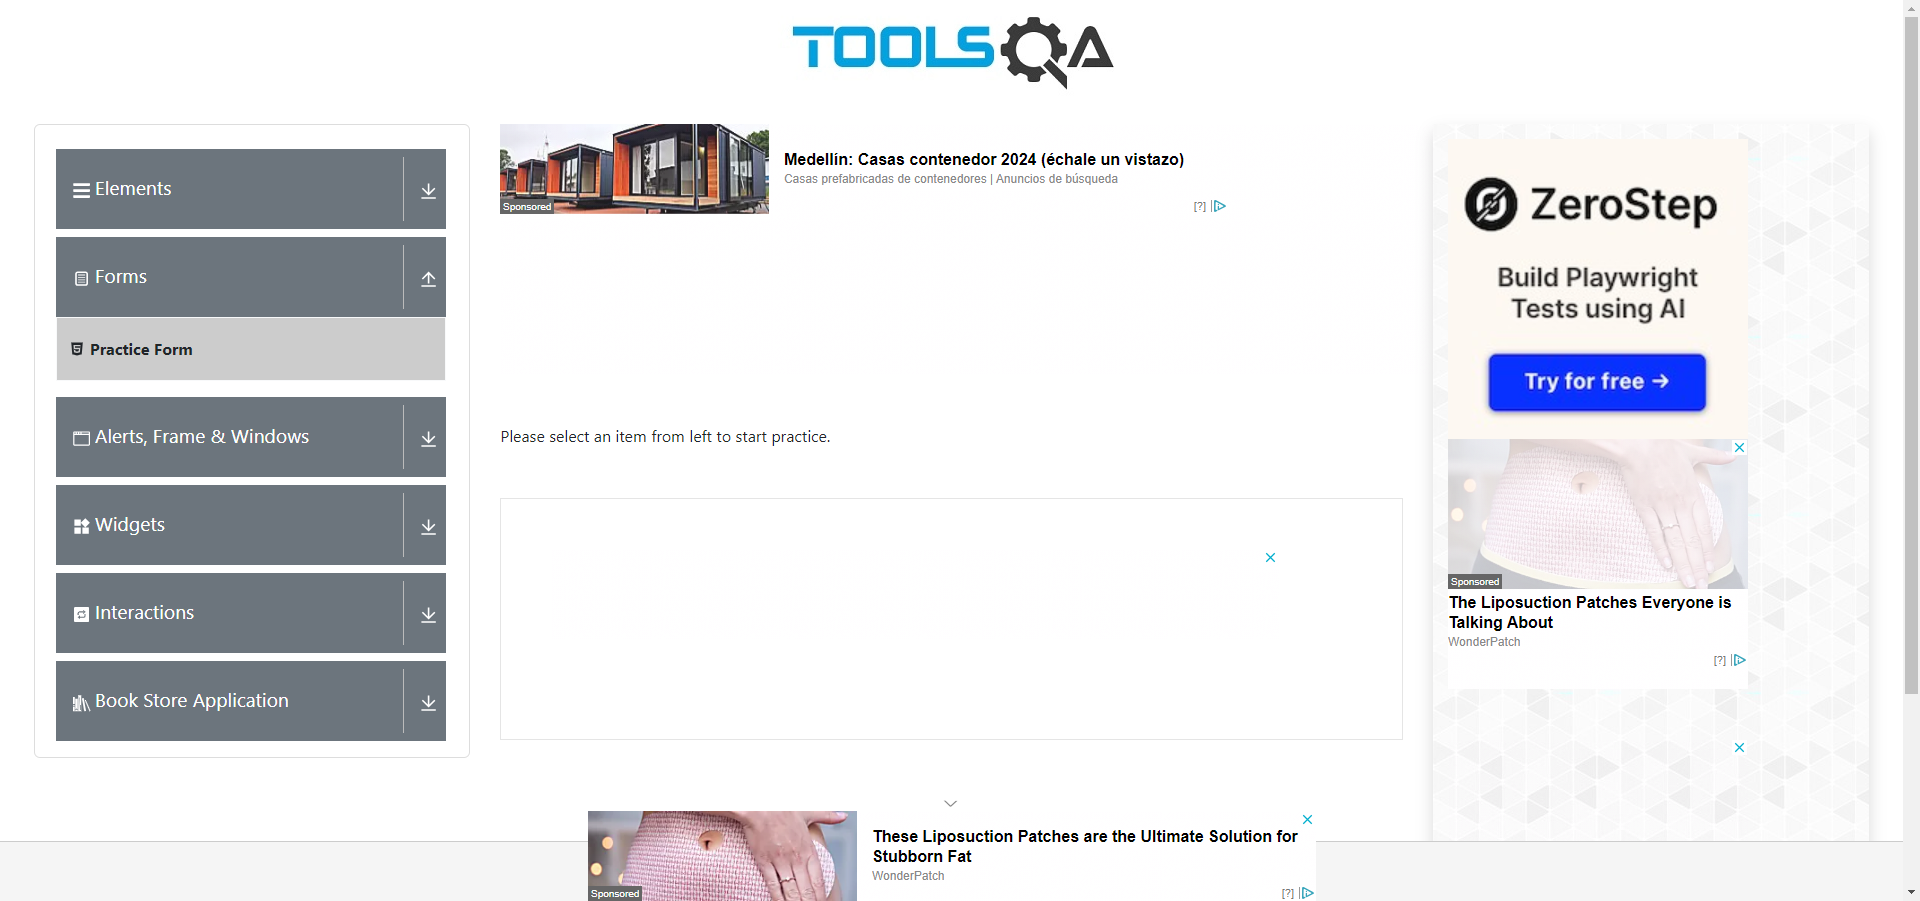 TOOLSQA
Elements
Forms
Practice Form
Alerts, Frame & Windows
Widgets
Interactions
Book Store Application
Sponsored
Medellín: Casas contenedor 2024 (échale un vistazo)
Casas prefabricadas de contenedores | Anuncios de búsqueda
[?]
Please select an item from left to start practice.
ZeroStep
Build Playwright
Tests using AI
Try for free →
Sponsored
The Liposuction Patches Everyone is
Talking About
WonderPatch
[?]
Sponsored
These Liposuction Patches are the Ultimate Solution for
Stubborn Fat
WonderPatch
[?]